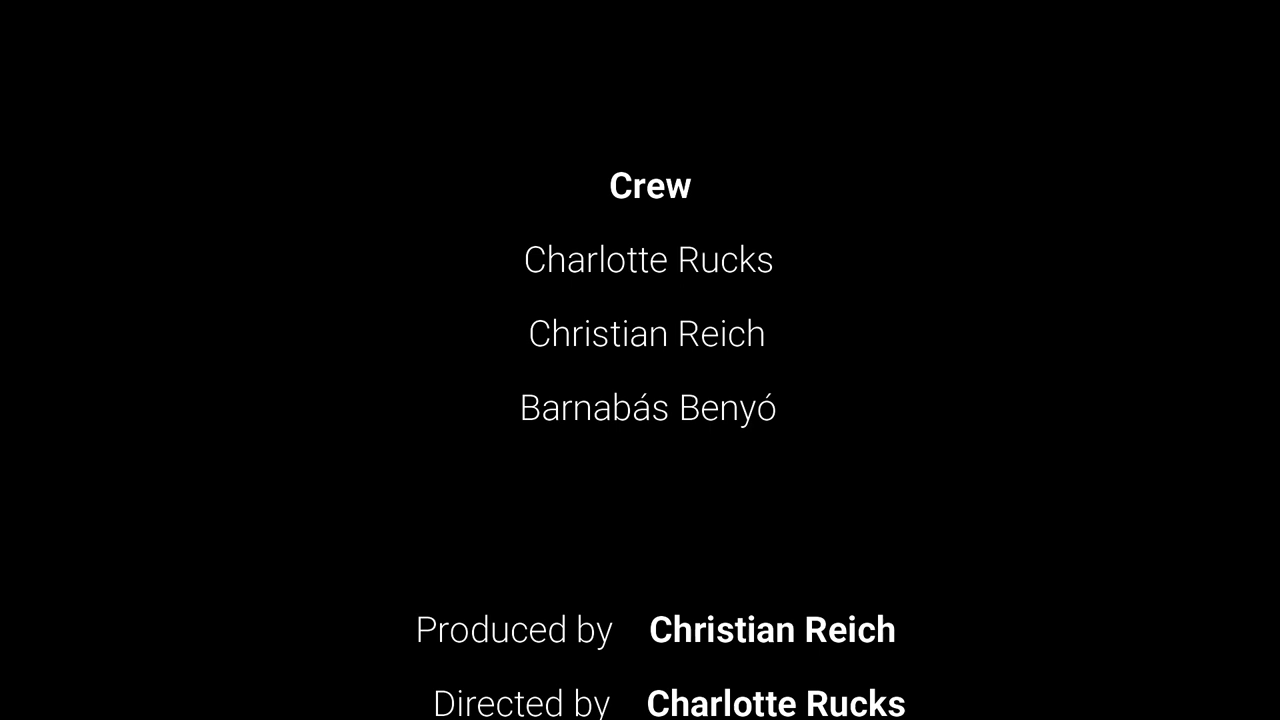 Crew
Charlotte Rucks
Christian Reich
Barnabás Benyó
Produced by Christian Reich
Directed by Charlotte Rucks